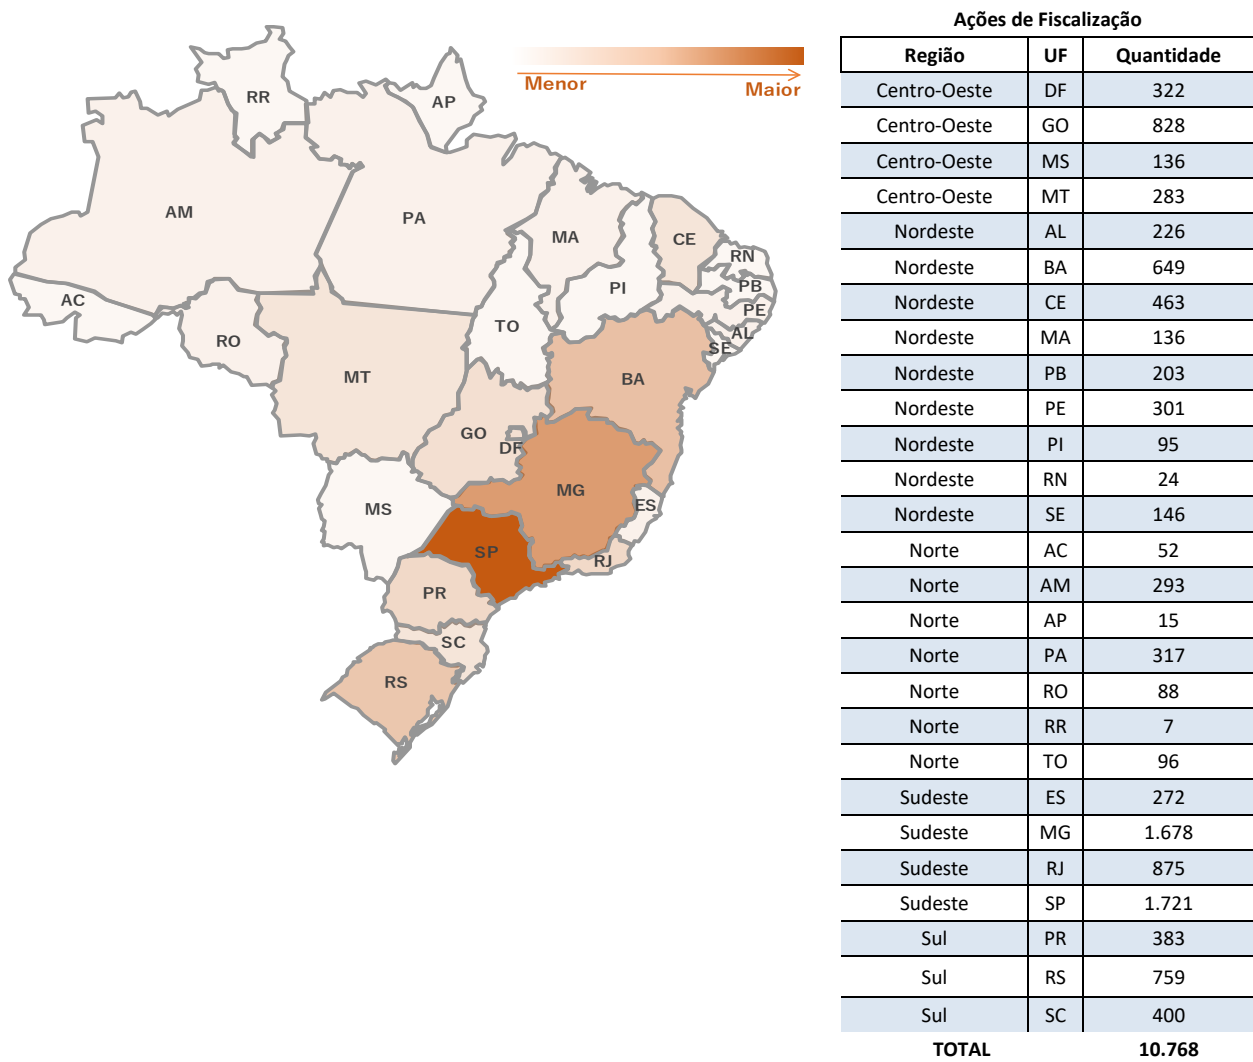 Menor
Maior
RR
AP
AM
PA
MA
CE
RN
PB
PE
AL
SE
PI
AC
TO
RO
MT
BA
GO
DF
MG
ES
MS
SP
RJ
PR
SC
RS
Ações de Fiscalização
Região UF Quantidade
Centro-Oeste DF 322
Centro-Oeste GO 828
Centro-Oeste MS 136
Centro-Oeste MT 283
Nordeste AL 226
Nordeste BA 649
Nordeste CE 463
Nordeste MA 136
Nordeste PB 203
Nordeste PE 301
Nordeste PI 95
Nordeste RN 24
Nordeste SE 146
Norte AC 52
Norte AM 293
Norte AP 15
Norte PA 317
Norte RO 88
Norte RR 7
Norte TO 96
Sudeste ES 272
Sudeste MG 1.678
Sudeste RJ 875
Sudeste SP 1.721
Sul PR 383
Sul RS 759
Sul SC 400
TOTAL 10.768